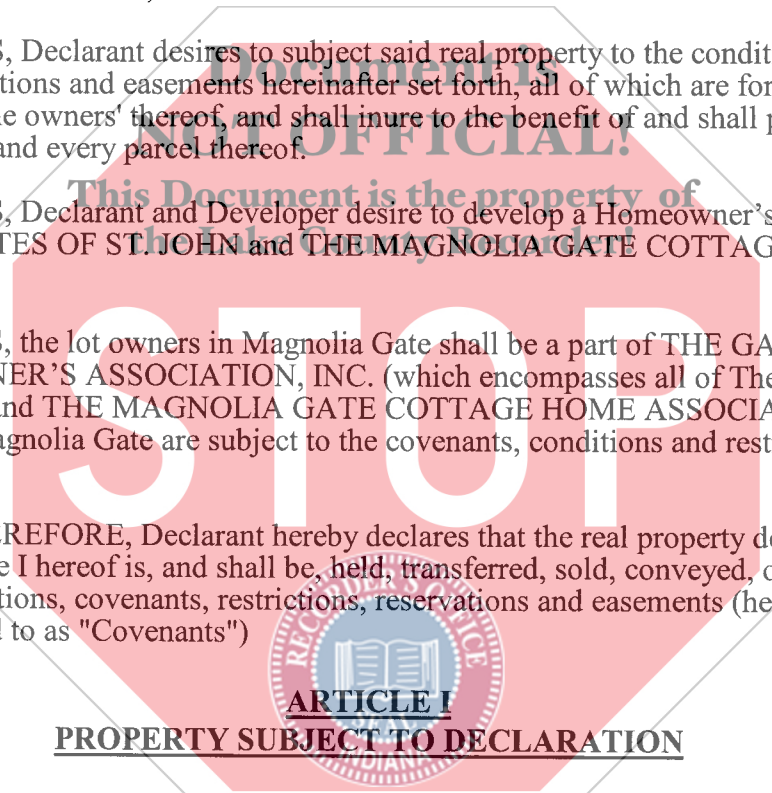 S, Declarant desires to subject said real property to the condit
tions and easements hereinafter set forth, all of which are for
e owners' thereof, and shall inure to the benefit of and shall p
and every parcel thereof.
Document is
NOT OFFICIAL!
This Document is the property of
the Lake County Recorder!
S, Declarant and Developer desire to develop a Homeowner's
TES OF ST. JOHN and THE MAGNOLIA GATE COTTAG
STOP
S, the lot owners in Magnolia Gate shall be a part of THE GA
NER'S ASSOCIATION, INC. (which encompasses all of The
and THE MAGNOLIA GATE COTTAGE HOME ASSOCIA
agnolia Gate are subject to the covenants, conditions and rest
EREFORE, Declarant hereby declares that the real property de
e I hereof is, and shall be, held, transferred, sold, conveyed, o
tions, covenants, restrictions, reservations and easements (he
d to as "Covenants")
RECORDER'S OFFICE
SEAL
INDIANA
ARTICLE I
PROPERTY SUBJECT TO DECLARATION